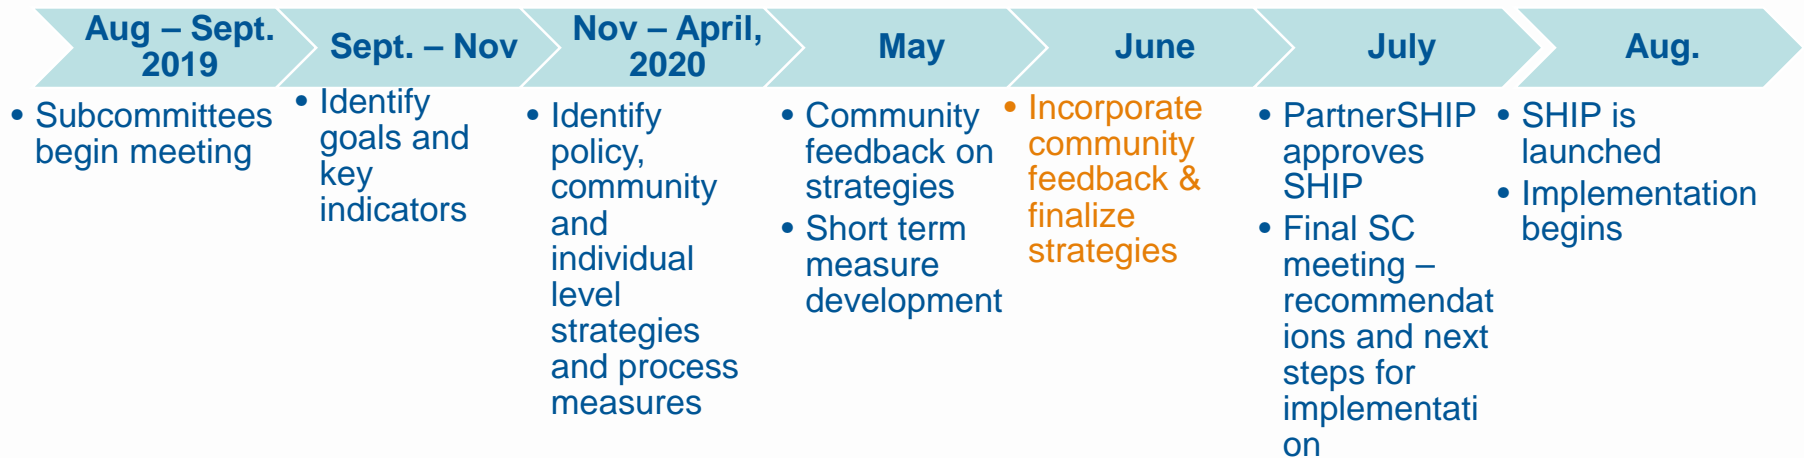 Aug – Sept.
2019
Sept. – Nov
Nov – April,
2020
May
June
July
Aug.
• Subcommittees
begin meeting
• Identify
goals and
key
indicators
• Identify
policy,
community
and
individual
level
strategies
and process
measures
• Community
feedback on
strategies
• Short term
measure
development
• Incorporate
community
feedback &
finalize
strategies
• PartnerSHIP
approves
SHIP
• Final SC
meeting –
recommendat
ions and next
steps for
implementati
on
• SHIP is
launched
• Implementation
begins